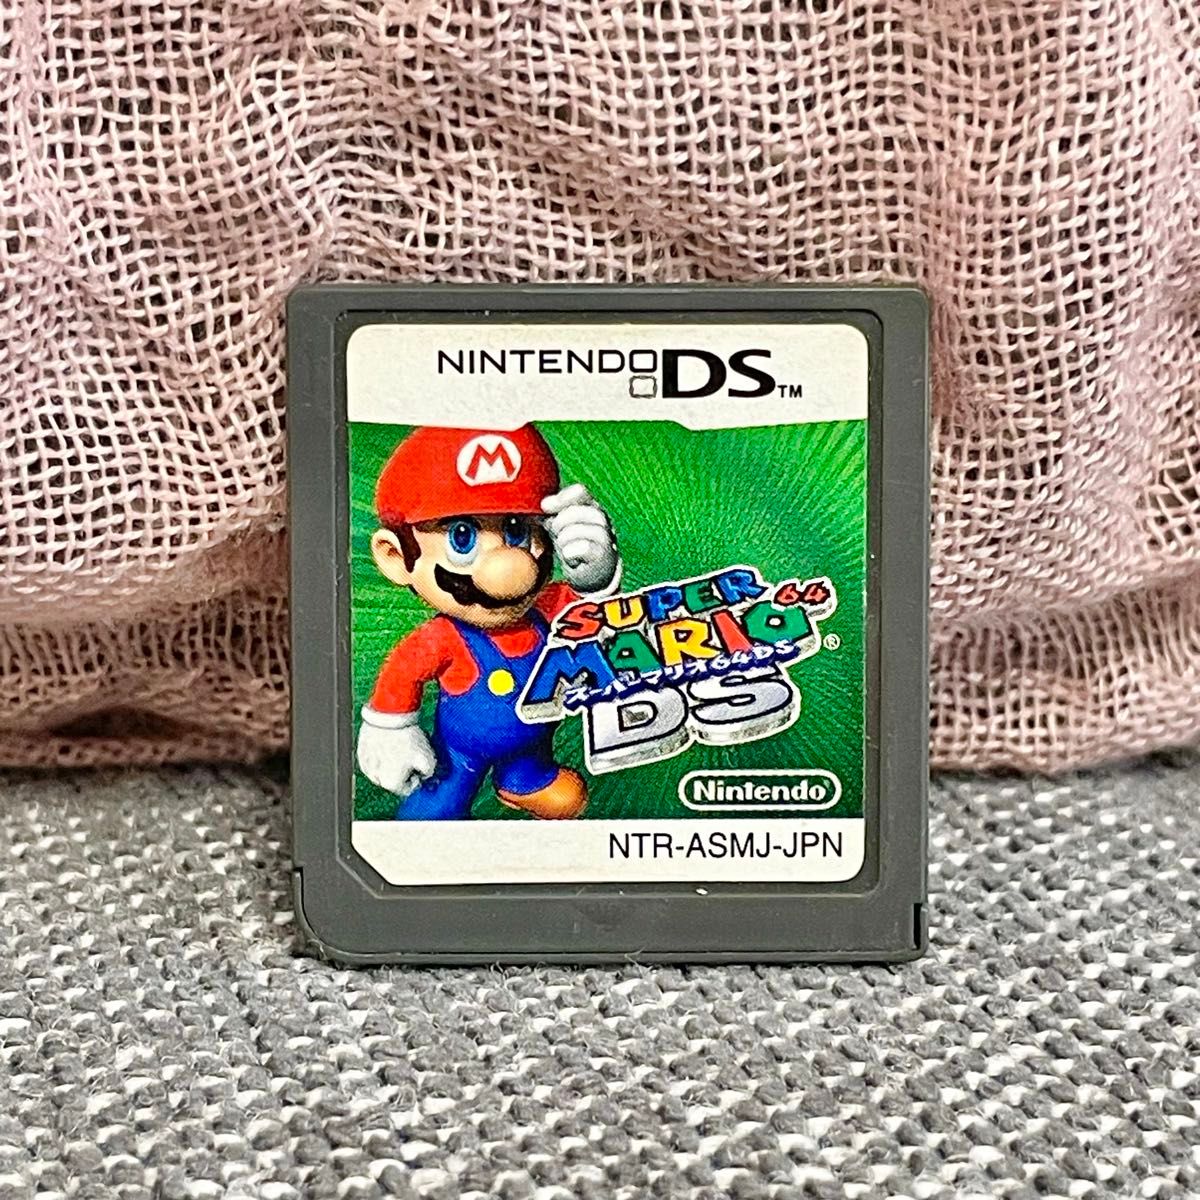 NINTENDO DS™
M
SUPER
MARIO 64 ®
スーパーマリオ64DS
DS
Nintendo
NTR-ASMJ-JPN